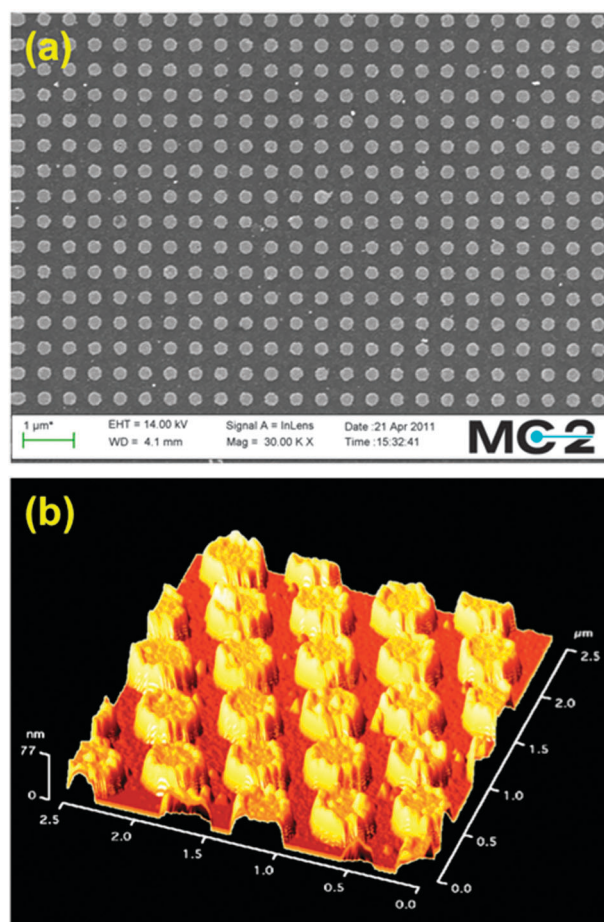 (a)
1 µm*
EHT = 14.00 kV
Signal A = InLens
Date :21 Apr 2011
WD = 4.1 mm
Mag = 30.00 K X
Time :15:32:41
MC2
(b)
µm
2.5
2.0
1.5
1.0
0.5
0.0
nm
77
0
2.5
2.0
1.5
1.0
0.5
0.0